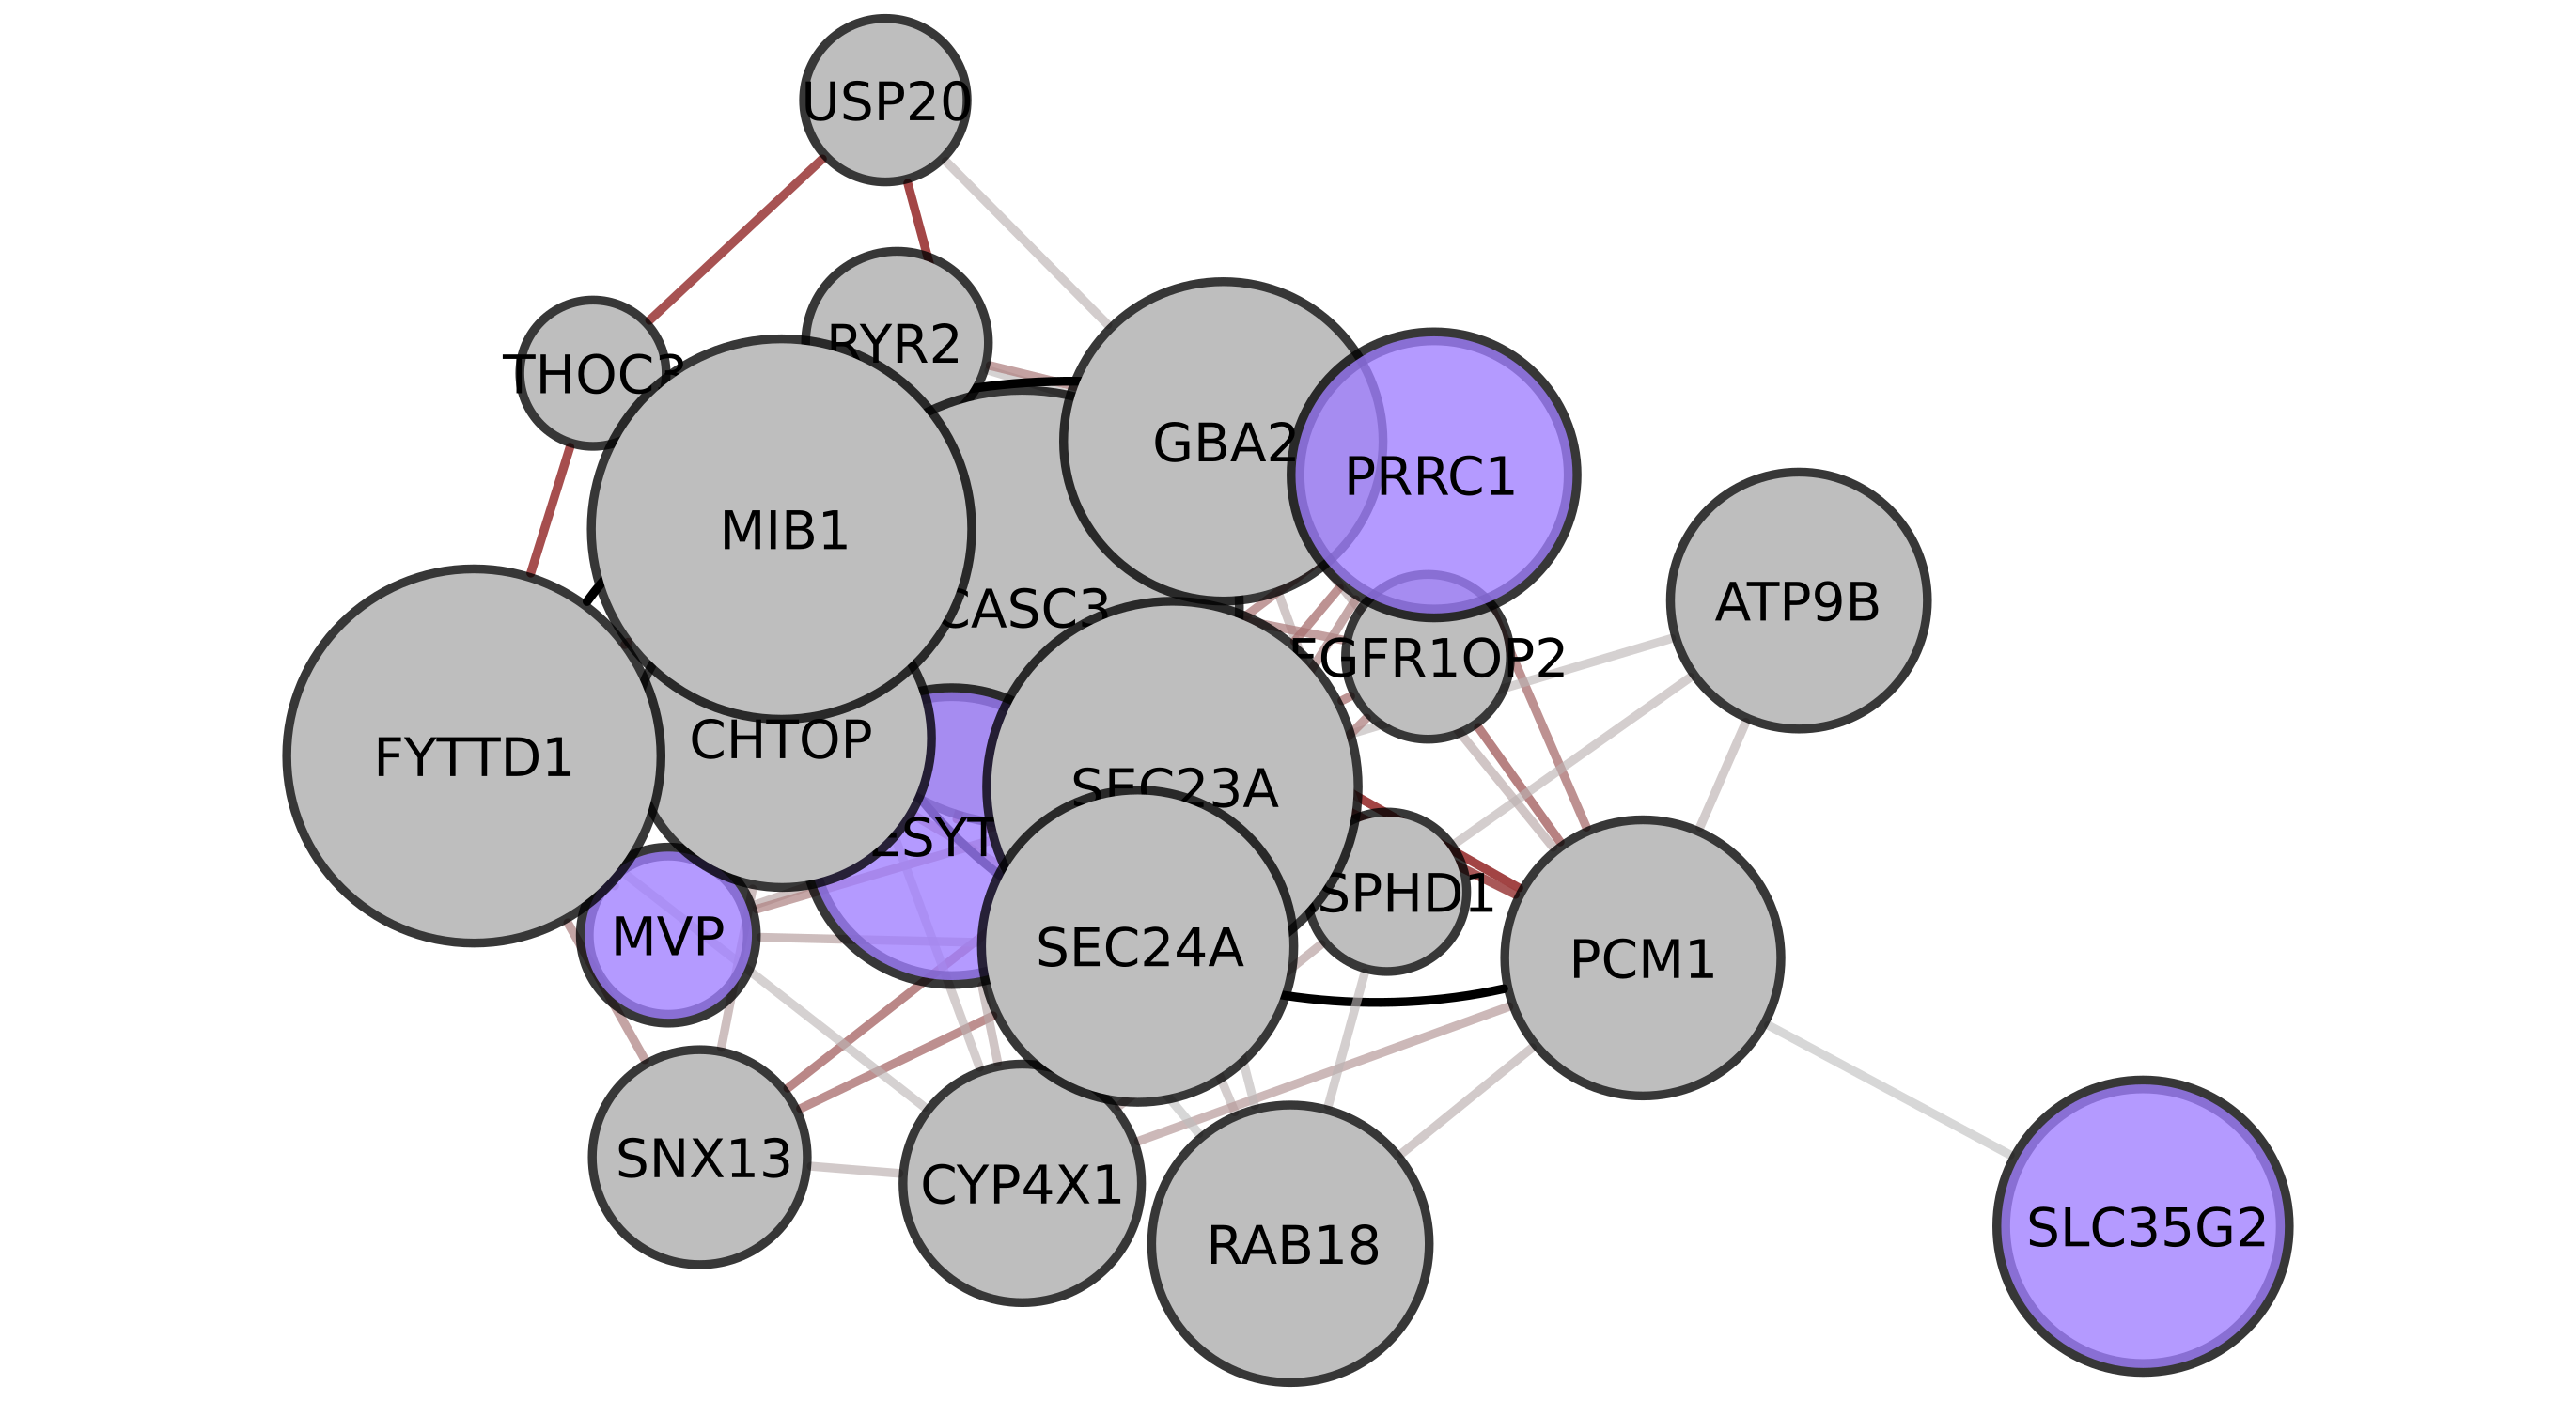 USP20
RYR2
THOC3
GBA2
PRRC1
MIB1
ATP9B
CASC3
FGFR1OP2
CHTOP
FYTTD1
SEC23A
ESYT
SPHD1
MVP
SEC24A
PCM1
SNX13
CYP4X1
SLC35G2
RAB18